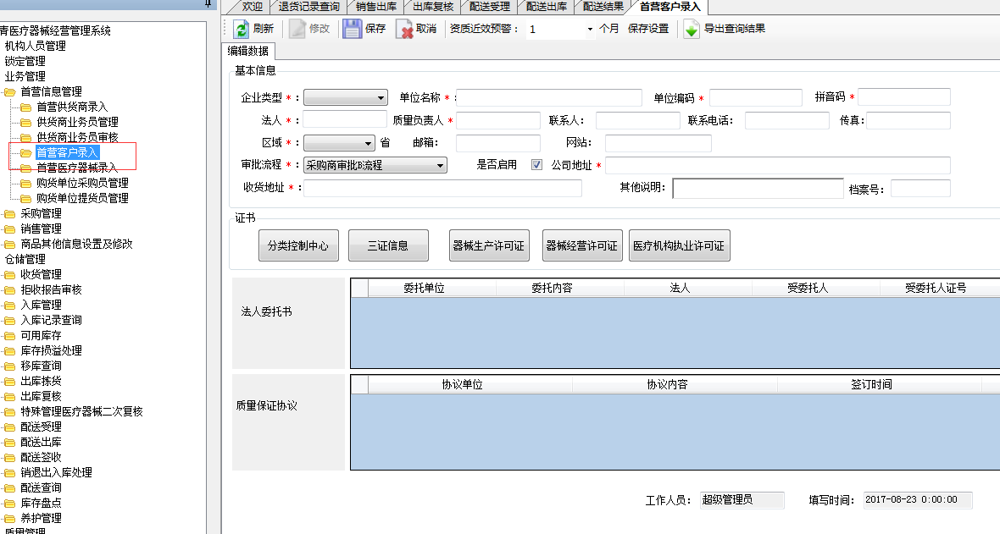 欢迎 退货记录查询 销售出库 出库复核 配送受理 配送出库 配送结果 首营客户录入
刷新 修改 保存 取消 资质近效预警： 1 个月 保存设置 导出查询结果
青医疗器械经营管理系统
机构人员管理
锁定管理
业务管理
首营信息管理
首营供货商录入
供货商业务员管理
供货商业务员审核
首营客户录入
首营医疗器械录入
购货单位采购员管理
购货单位提货员管理
采购管理
销售管理
商品其他信息设置及修改
仓储管理
收货管理
拒收报告审核
入库管理
入库记录查询
可用库存
库存损溢处理
移库查询
出库拣货
出库复核
特殊管理医疗器械二次复核
配送受理
配送出库
配送签收
销退出入库处理
配送查询
库存盘点
养护管理
质量管理
编辑数据
基本信息
企业类型 *： 单位名称 *： 单位编码 * 拼音码 *
法人 *： 质量负责人 * 联系人： 联系电话： 传真：
区域 *： 省 邮箱： 网站：
审批流程 *： 采购商审批B流程 是否启用 公司地址 *
收货地址 *： 其他说明： 档案号：
证书
分类控制中心 三证信息 器械生产许可证 器械经营许可证 医疗机构执业许可证
法人委托书
委托单位 委托内容 法人 受委托人 受委托人证号
质量保证协议
协议单位 协议内容 签订时间
工作人员： 超级管理员 填写时间： 2017-08-23 0:00:00